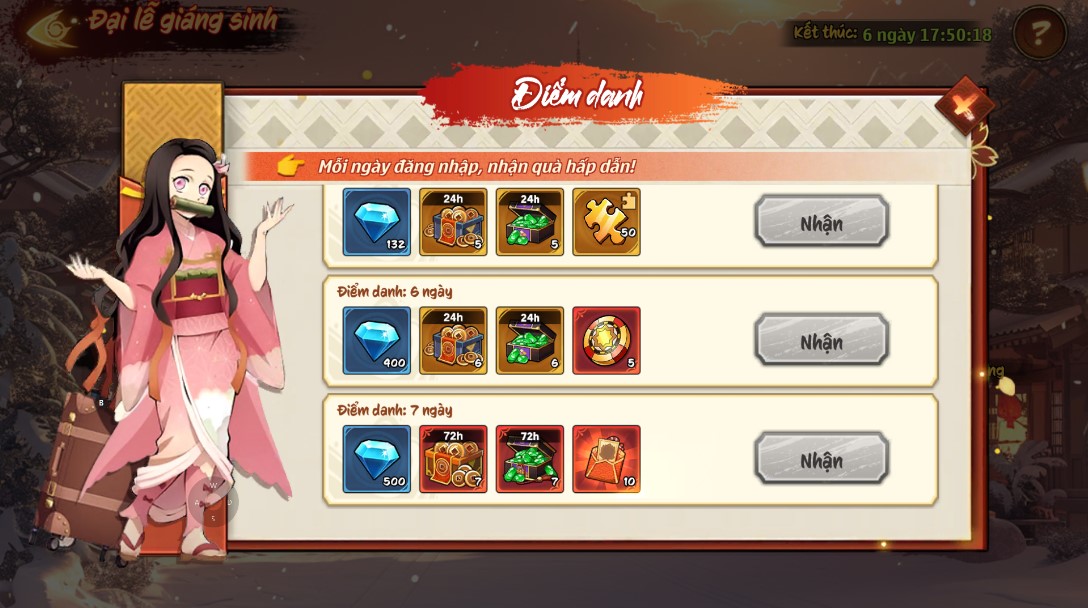 Đại lễ giáng sinh
Kết thúc: 6 ngày 17:50:18
?
Điểm danh
Mỗi ngày đăng nhập, nhận quà hấp dẫn!
132
24h
5
24h
5
50
Nhận
Điểm danh: 6 ngày
400
24h
6
24h
6
5
Nhận
Điểm danh: 7 ngày
500
72h
7
72h
7
10
Nhận
ng
B
W
A
D
S